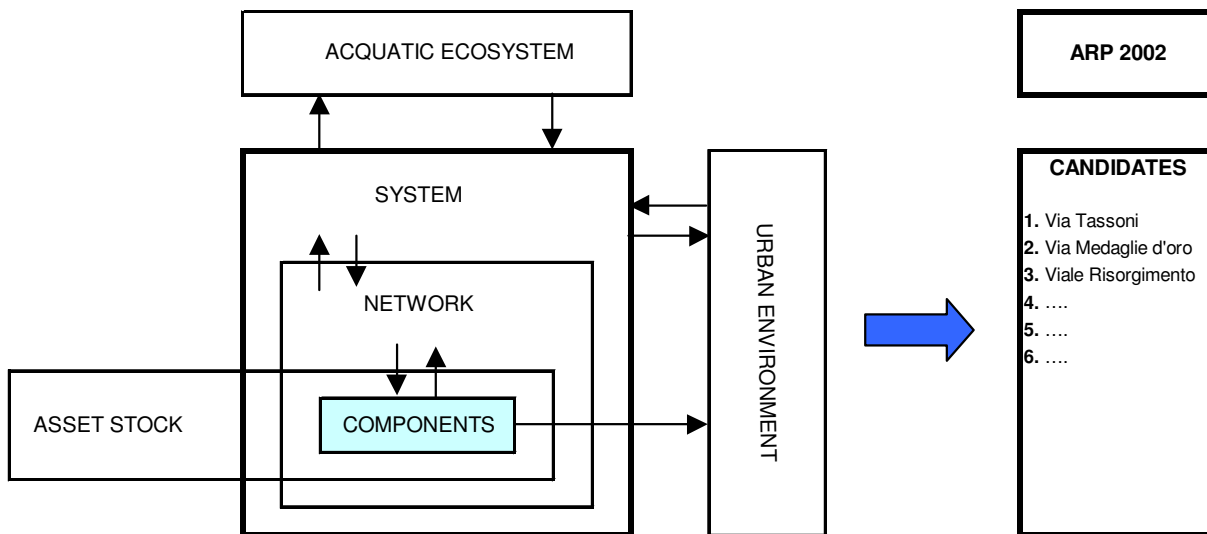 ACQUATIC ECOSYSTEM
SYSTEM
NETWORK
ASSET STOCK
COMPONENTS
URBAN ENVIRONMENT
ARP 2002
CANDIDATES
1. Via Tassoni
2. Via Medaglie d'oro
3. Viale Risorgimento
4. ....
5. ....
6. ....